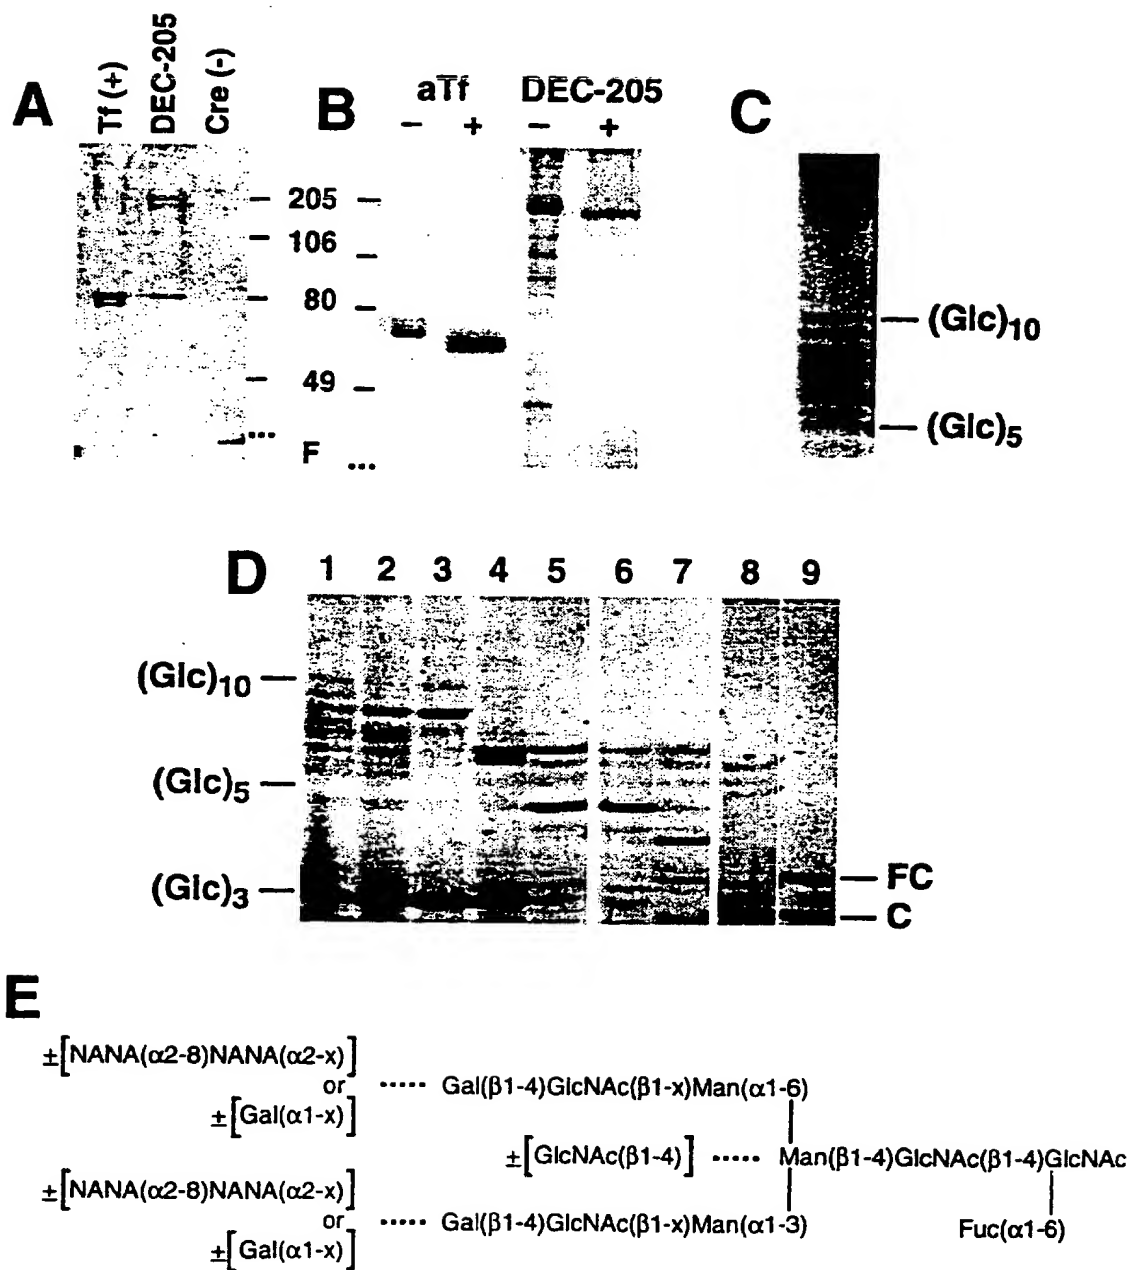 A
Tf (+)
DEC-205
Cre (-)
205
106
80
49
F
...
...
B
aTf
DEC-205
− + − +
C
(Glc)10
(Glc)5
D
1 2 3 4 5 6 7 8 9
(Glc)10
(Glc)5
(Glc)3
FC
C
E
±[NANA(α2-8)NANA(α2-x)]
or
±[Gal(α1-x)]
····· Gal(β1-4)GlcNAc(β1-x)Man(α1-6)
±[GlcNAc(β1-4)] ····· Man(β1-4)GlcNAc(β1-4)GlcNAc
±[NANA(α2-8)NANA(α2-x)]
or
±[Gal(α1-x)]
····· Gal(β1-4)GlcNAc(β1-x)Man(α1-3)
Fuc(α1-6)